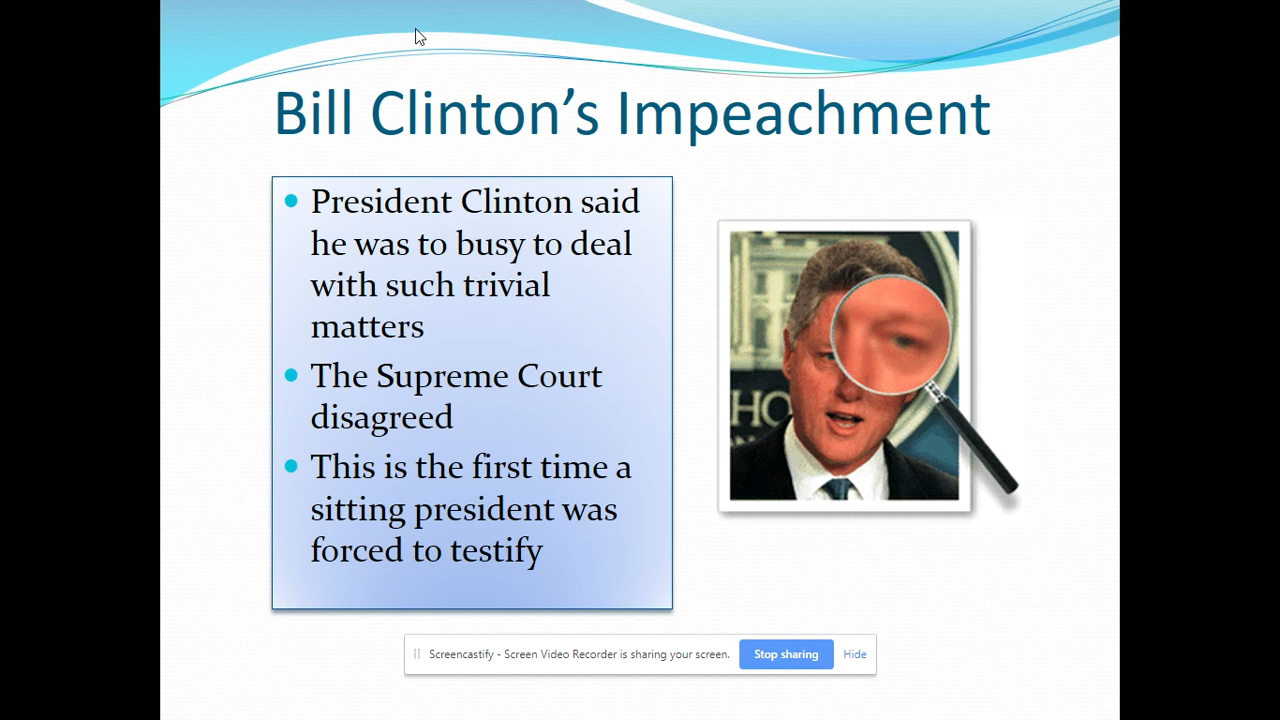 Bill Clinton’s Impeachment
President Clinton said
he was to busy to deal
with such trivial
matters
The Supreme Court
disagreed
This is the first time a
sitting president was
forced to testify
HO
Screencastify - Screen Video Recorder is sharing your screen.
Stop sharing
Hide